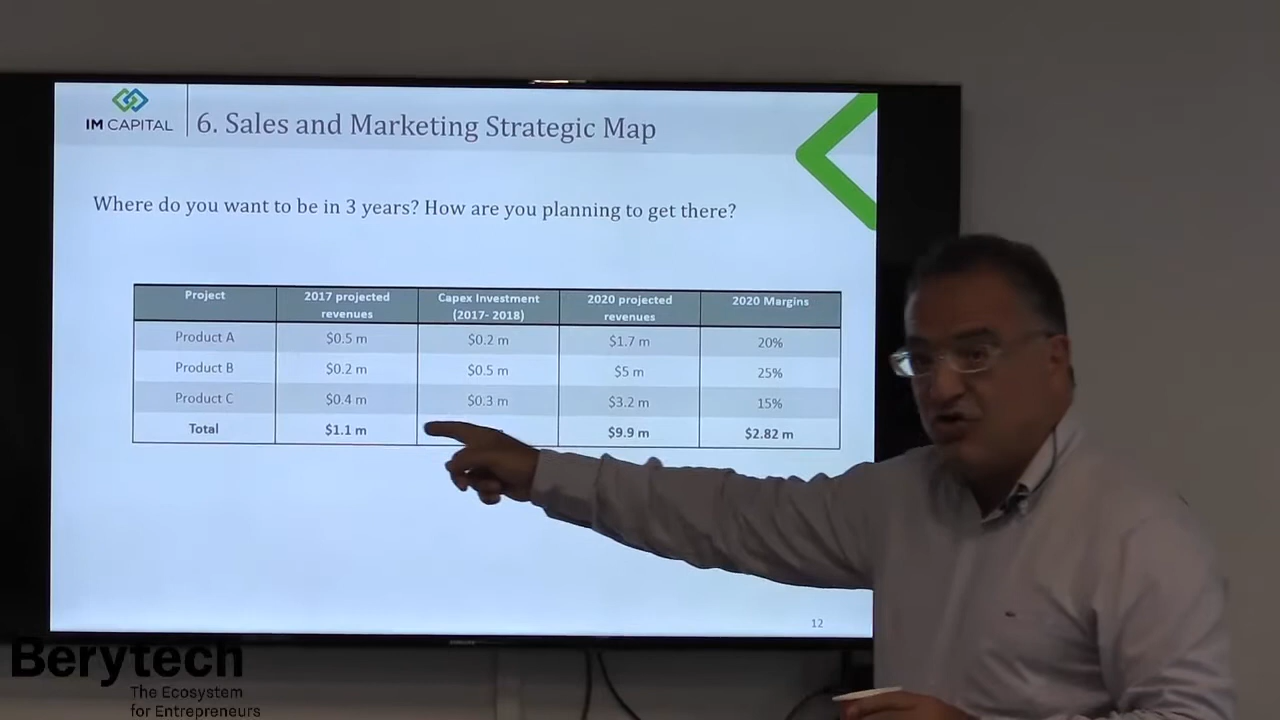 IM CAPITAL
6. Sales and Marketing Strategic Map
Where do you want to be in 3 years? How are you planning to get there?
Project 2017 projected revenues Capex Investment (2017- 2018) 2020 projected revenues 2020 Margins
Product A $0.5 m $0.2 m $1.7 m 20%
Product B $0.2 m $0.5 m $5 m 25%
Product C $0.4 m $0.3 m $3.2 m 15%
Total $1.1 m $9.9 m $2.82 m
12
Berytech
The Ecosystem
for Entrepreneurs